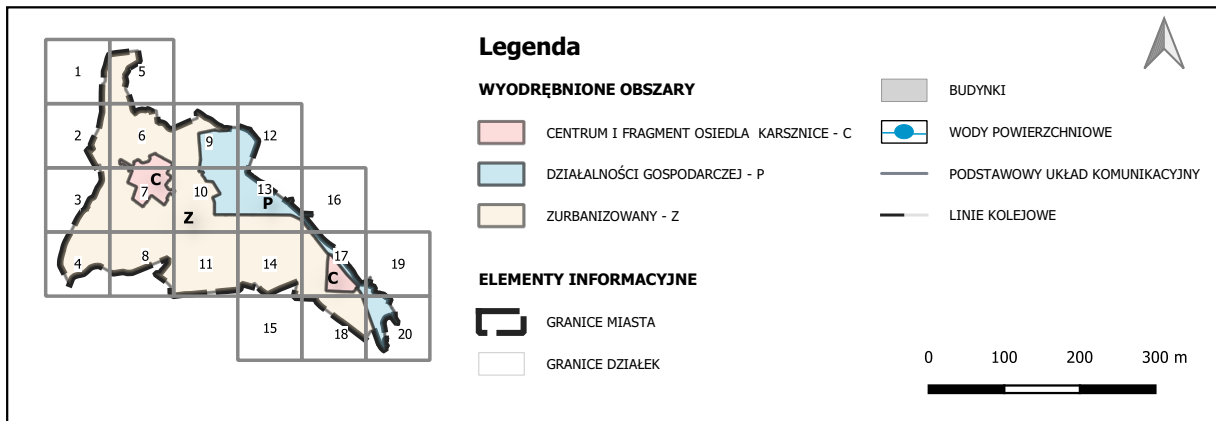 1
5
2
6
9
12
3
7
C
10
Z
13
P
16
4
8
11
14
17
C
19
15
18
20
Legenda
WYODRĘBNIONE OBSZARY
CENTRUM I FRAGMENT OSIEDLA KARSZNICE - C
DZIAŁALNOŚCI GOSPODARCZEJ - P
ZURBANIZOWANY - Z
ELEMENTY INFORMACYJNE
GRANICE MIASTA
GRANICE DZIAŁEK
BUDYNKI
WODY POWIERZCHNIOWE
PODSTAWOWY UKŁAD KOMUNIKACYJNY
LINIE KOLEJOWE
0 100 200 300 m